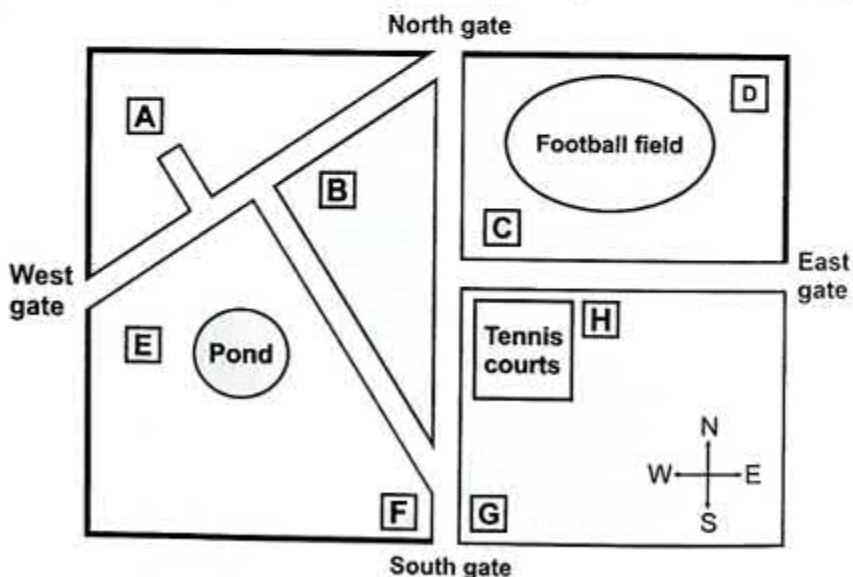 North gate
A
D
Football field
B
C
West
gate
East
gate
E
Pond
Tennis
courts
H
N
W
E
S
F
G
South gate